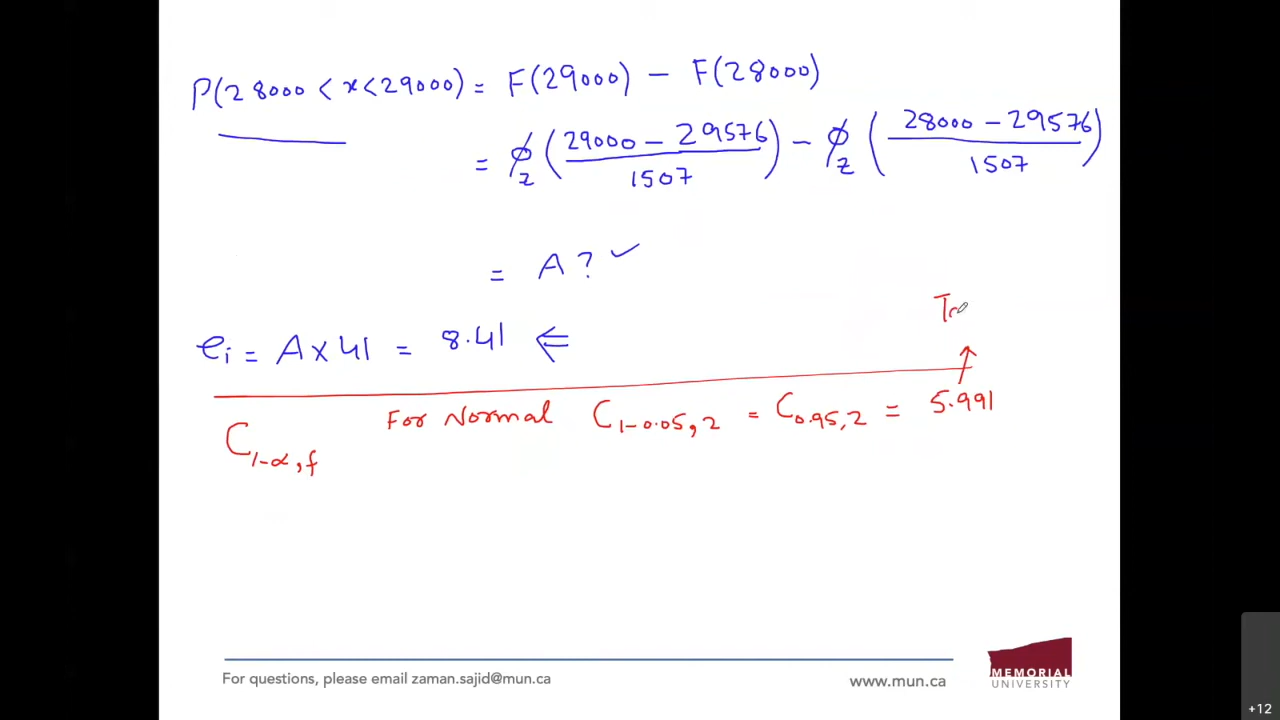 P(28000 < x < 29000) = F(29000) - F(28000)
= φz ((29000 - 29576)/1507) - φz ((28000 - 29576)/1507)
= A ? ✓
ei = A x 41 = 8.41 ⇐
For Normal C1-0.05,2 = C0.95,2 = 5.991
C1-α,f
For questions, please email zaman.sajid@mun.ca
www.mun.ca
MEMORIAL
UNIVERSITY
+12